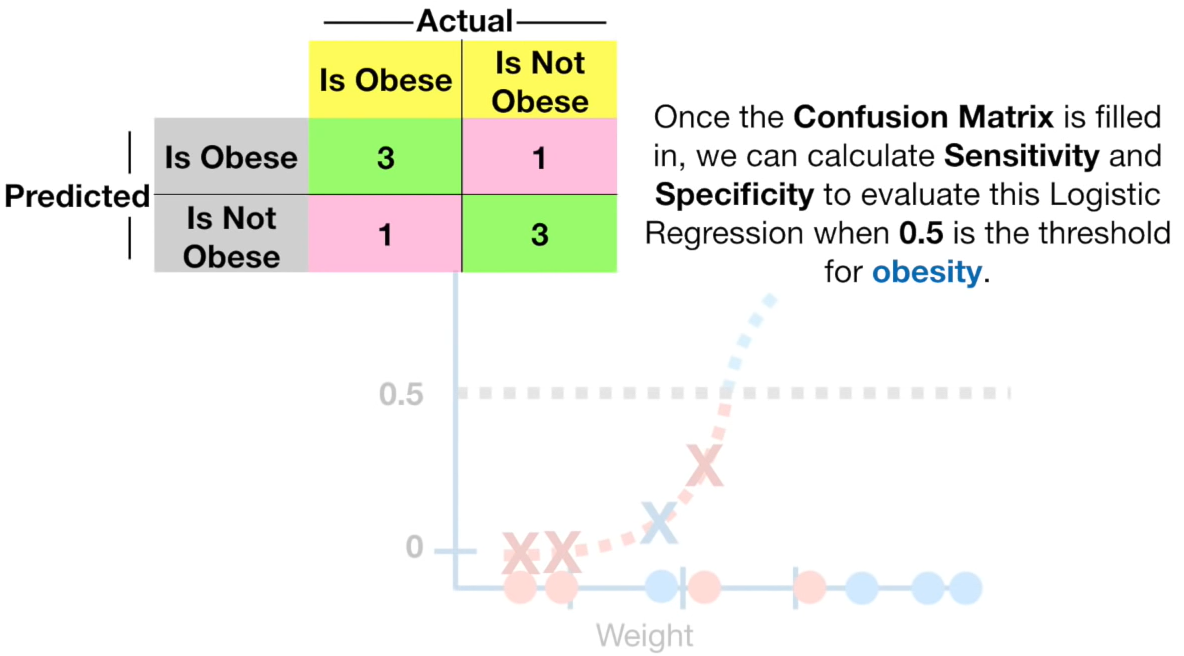 Actual
Is Obese
Is Not
Obese
Predicted
Is Obese
3
1
Is Not
Obese
1
3
Once the Confusion Matrix is filled
in, we can calculate Sensitivity and
Specificity to evaluate this Logistic
Regression when 0.5 is the threshold
for obesity.
0.5
0
X
X
X
X
Weight